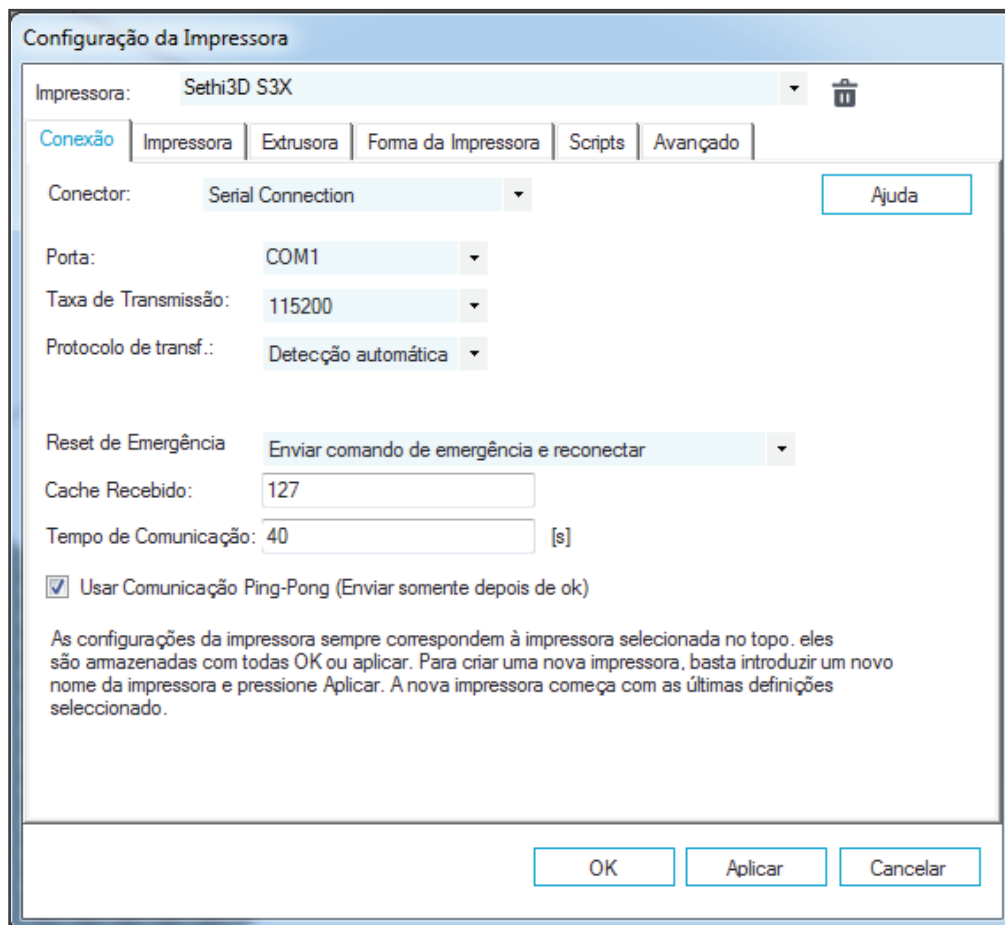 Configuração da Impressora
Impressora: Sethi3D S3X
Conexão Impressora Extrusora Forma da Impressora Scripts Avançado
Conector: Serial Connection Ajuda
Porta: COM1
Taxa de Transmissão: 115200
Protocolo de transf.: Detecção automática
Reset de Emergência Enviar comando de emergência e reconectar
Cache Recebido: 127
Tempo de Comunicação: 40 [s]
Usar Comunicação Ping-Pong (Enviar somente depois de ok)
As configurações da impressora sempre correspondem à impressora selecionada no topo. eles
são armazenadas com todas OK ou aplicar. Para criar uma nova impressora, basta introduzir um novo
nome da impressora e pressione Aplicar. A nova impressora começa com as últimas definições
seleccionado.
OK Aplicar Cancelar